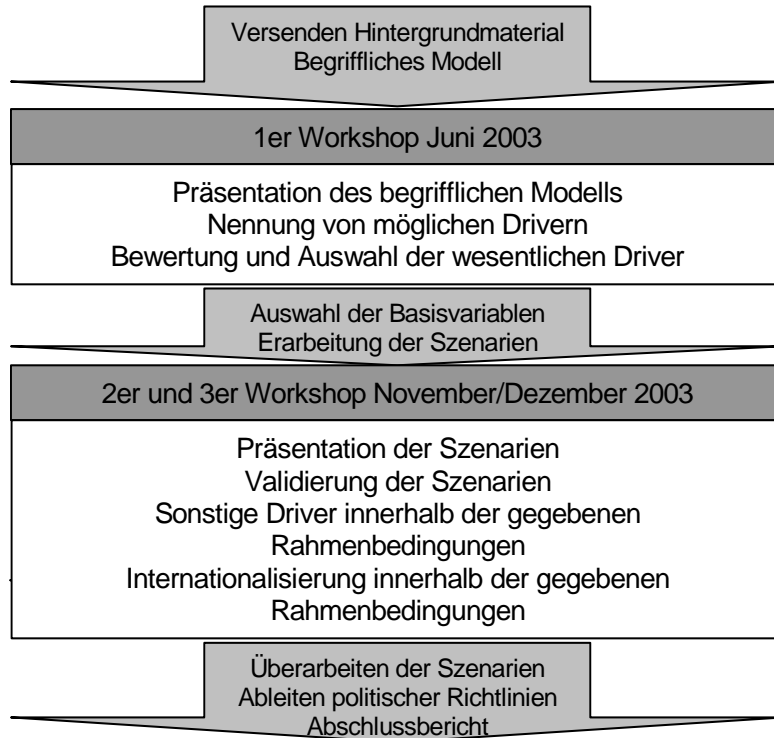 Versenden Hintergrundmaterial
Begriffliches Modell
1er Workshop Juni 2003
Präsentation des begrifflichen Modells
Nennung von möglichen Drivern
Bewertung und Auswahl der wesentlichen Driver
Auswahl der Basisvariablen
Erarbeitung der Szenarien
2er und 3er Workshop November/Dezember 2003
Präsentation der Szenarien
Validierung der Szenarien
Sonstige Driver innerhalb der gegebenen
Rahmenbedingungen
Internationalisierung innerhalb der gegebenen
Rahmenbedingungen
Überarbeiten der Szenarien
Ableiten politischer Richtlinien
Abschlussbericht